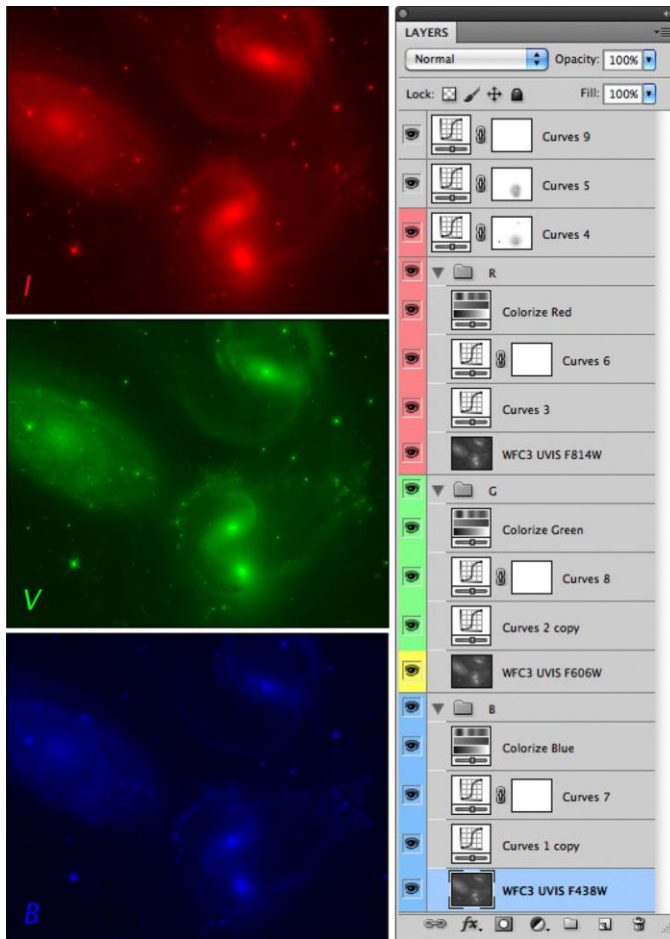 I
V
B
LAYERS
Normal Opacity: 100%
Lock: Fill: 100%
Curves 9
Curves 5
Curves 4
R
Colorize Red
Curves 6
Curves 3
WFC3 UVIS F814W
G
Colorize Green
Curves 8
Curves 2 copy
WFC3 UVIS F606W
B
Colorize Blue
Curves 7
Curves 1 copy
WFC3 UVIS F438W
fx.